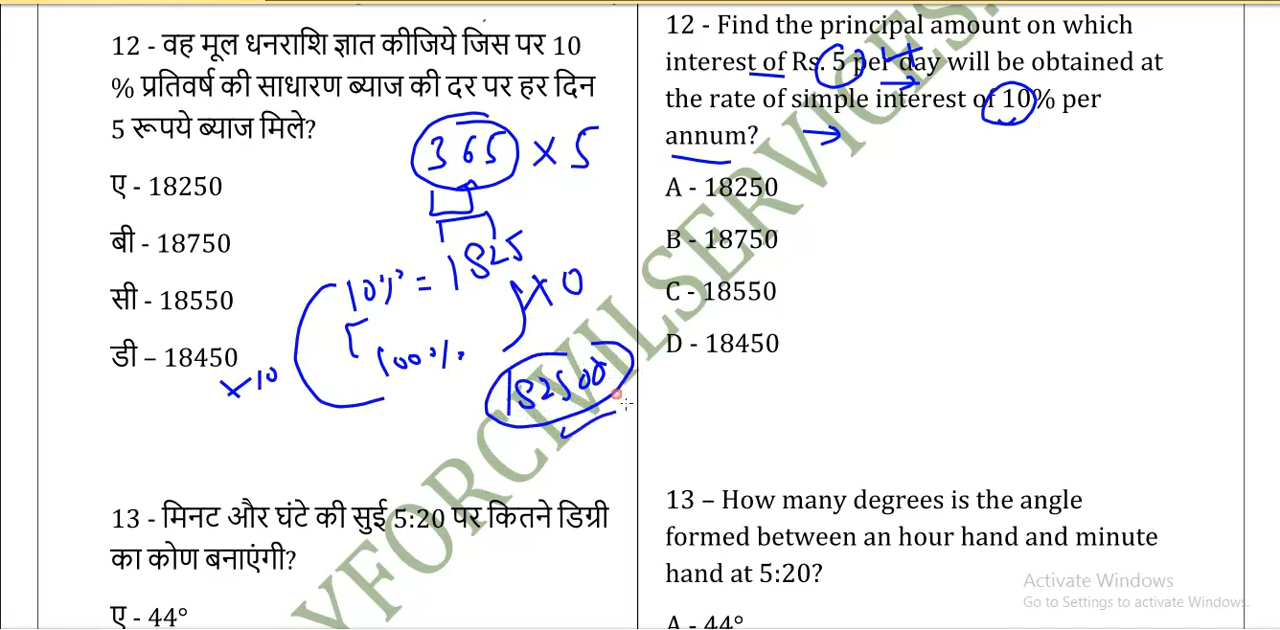 12 - वह मूल धनराशि ज्ञात कीजिये जिस पर 10
% प्रतिवर्ष की साधारण ब्याज की दर पर हर दिन
5 रूपये ब्याज मिले?
365 × 5
ए - 18250
बी - 18750
सी - 18550
डी – 18450
10% = 1825
100%
×10
×0
182500
13 - मिनट और घंटे की सुई 5:20 पर कितने डिग्री
का कोण बनाएंगी?
ए - 44°
12 - Find the principal amount on which
interest of Rs. 5 per day will be obtained at
the rate of simple interest of 10% per
annum?
A - 18250
B - 18750
C - 18550
D - 18450
13 – How many degrees is the angle
formed between an hour hand and minute
hand at 5:20?
A - 44°
YFORCIVILSERVICES.
Activate Windows
Go to Settings to activate Windows.